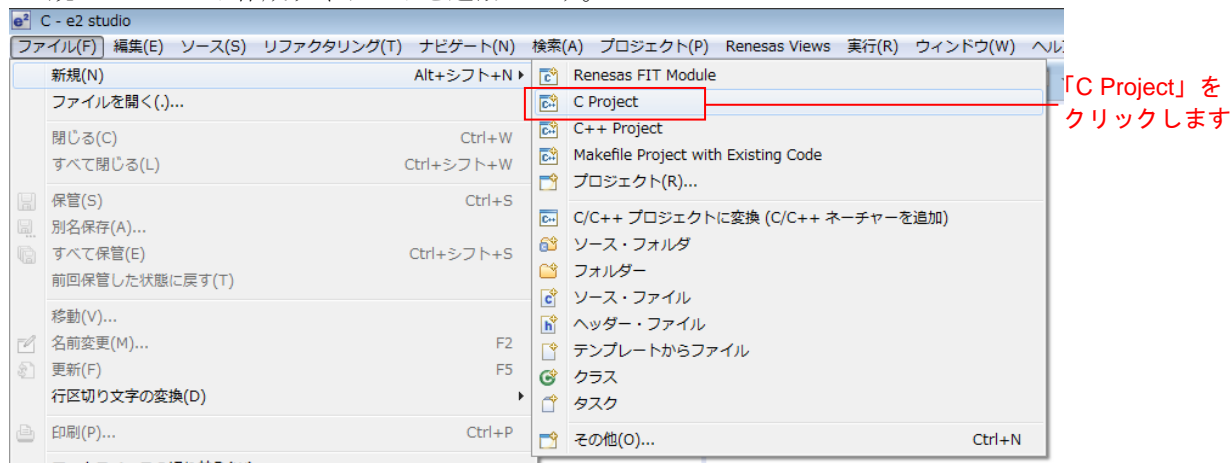 C - e2 studio
ファイル(F) 編集(E) ソース(S) リファクタリング(T) ナビゲート(N) 検索(A) プロジェクト(P) Renesas Views 実行(R) ウィンドウ(W)
新規(N) Alt+シフト+N
ファイルを開く(.)...
閉じる(C) Ctrl+W
すべて閉じる(L) Ctrl+シフト+W
保管(S) Ctrl+S
別名保存(A)...
すべて保管(E) Ctrl+シフト+S
前回保管した状態に戻す(T)
移動(V)...
名前変更(M)... F2
更新(F) F5
行区切り文字の変換(D)
印刷(P)... Ctrl+P
Renesas FIT Module
C Project
C++ Project
Makefile Project with Existing Code
プロジェクト(R)...
C/C++ プロジェクトに変換 (C/C++ ネーチャーを追加)
ソース・フォルダ
フォルダー
ソース・ファイル
ヘッダー・ファイル
テンプレートからファイル
クラス
タスク
その他(O)... Ctrl+N
「C Project」を
クリックします